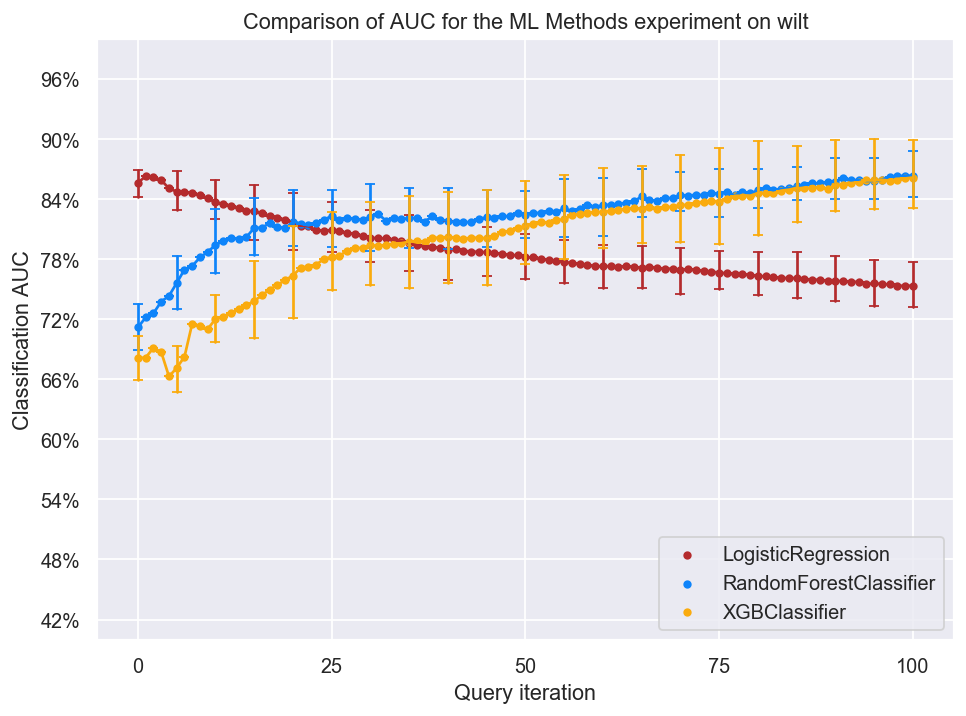 Comparison of AUC for the ML Methods experiment on wilt
96%
90%
84%
78%
72%
66%
60%
54%
48%
42%
Classification AUC
0
25
50
75
100
Query iteration
LogisticRegression
RandomForestClassifier
XGBClassifier